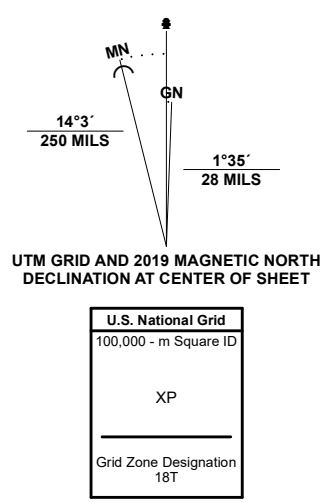 MN
GN
14°3´
250 MILS
1°35´
28 MILS
UTM GRID AND 2019 MAGNETIC NORTH
DECLINATION AT CENTER OF SHEET
U.S. National Grid
100,000 - m Square ID
XP
Grid Zone Designation
18T